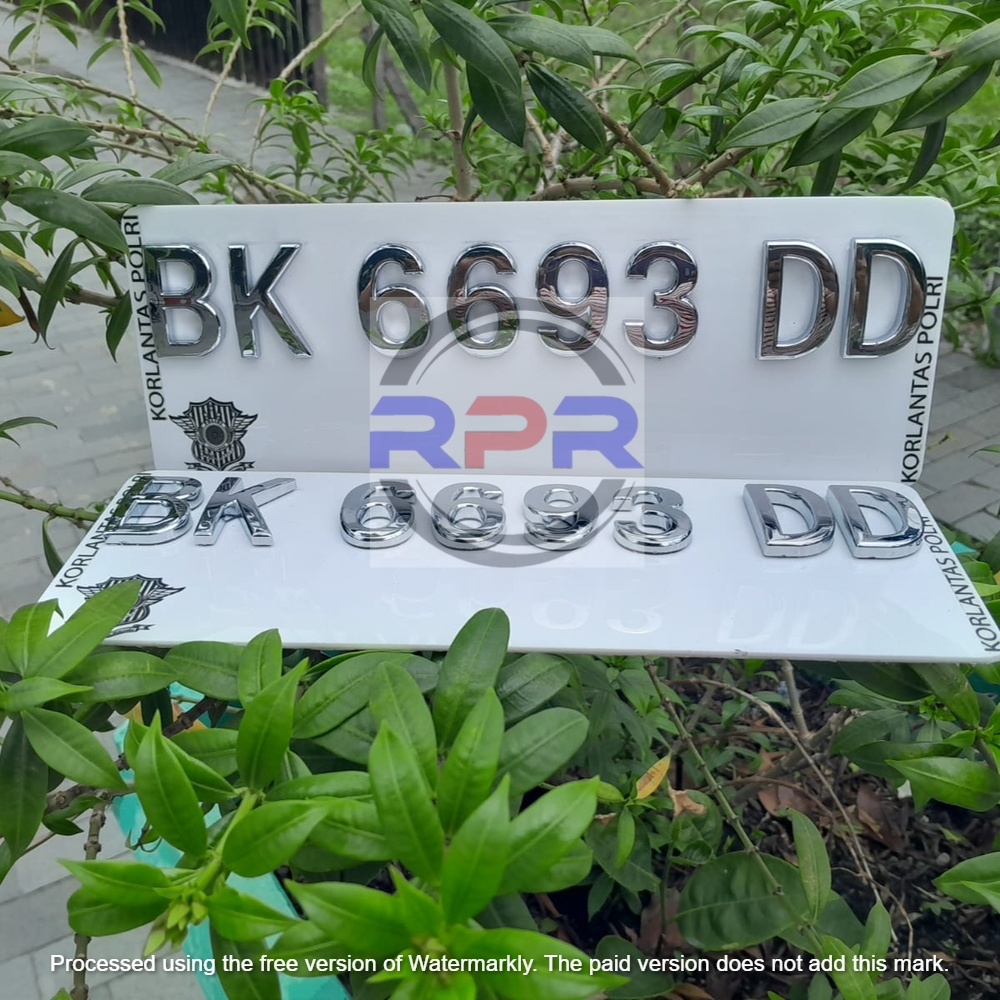 BK 6693 DD
KORLANTAS POLRI
KORLANTAS POLRI
RPR
BK 6693 DD
KORLANTAS POLRI
KORLANTAS POLRI
Processed using the free version of Watermarkly. The paid version does not add this mark.